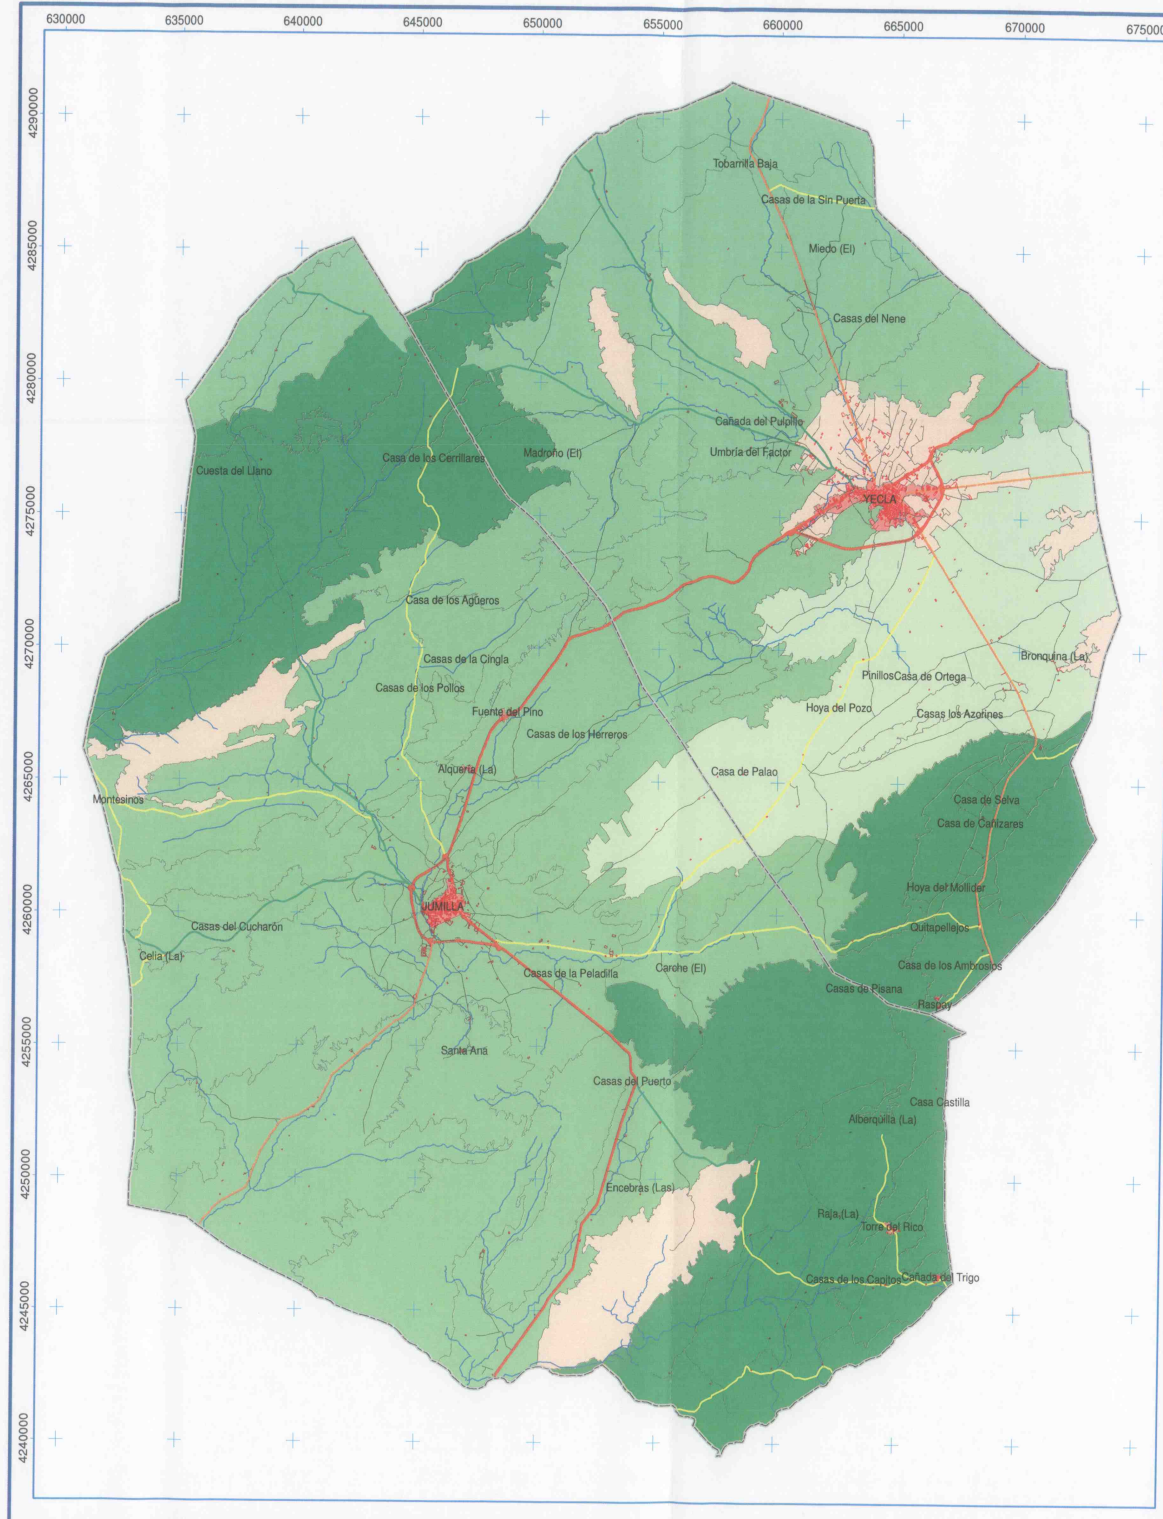 630000 635000 640000 645000 650000 655000 660000 665000 670000 675000
4290000
Tobarrilla Baja
Casas de la Sin Puerta
4285000
Miedo (El)
Casas del Nene
4280000
Cañada del Pulpillo
Umbría del Factor
Madroño (El)
Casa de los Cerrillares
Cuesta del Llano
YECLA
4275000
Casa de los Agüeros
4270000
Casas de la Cingla
Bronquina (La)
Pinillos Casa de Ortega
Casas de los Pollos
Hoya del Pozo
Casas los Azorines
Fuente del Pino
Casas de los Herreros
4265000
Alquería (La)
Casa de Palao
Montesinos
Casa de Selva
Casa de Cañizares
Hoya del Mollidar
4260000
JUMILLA
Casas del Cucharón
Quitapellejos
Celia (La)
Casas de la Peladilla
Carche (El)
Casa de los Ambrosios
Casas de Pisana
Raspay
4255000
Santa Ana
Casas del Puerto
Casa Castilla
Alberquilla (La)
4250000
Encebras (Las)
Raja (La)
Torre del Rico
Casas de los Capitos Cañada del Trigo
4245000
4240000